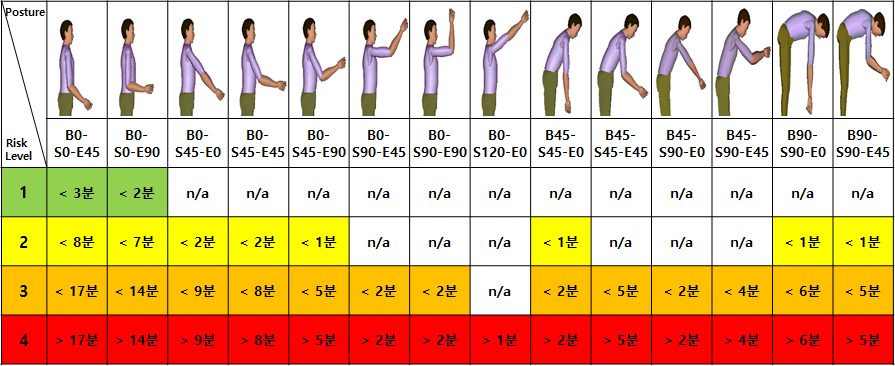 Posture
Risk Level
B0-S0-E45 B0-S0-E90 B0-S45-E0 B0-S45-E45 B0-S45-E90 B0-S90-E45 B0-S90-E90 B0-S120-E0 B45-S45-E0 B45-S45-E45 B45-S90-E0 B45-S90-E45 B90-S90-E0 B90-S90-E45
1 < 3분 < 2분 n/a n/a n/a n/a n/a n/a n/a n/a n/a n/a n/a n/a
2 < 8분 < 7분 < 2분 < 2분 < 1분 n/a n/a n/a < 1분 n/a n/a n/a < 1분 < 1분
3 < 17분 < 14분 < 9분 < 8분 < 5분 < 2분 < 2분 n/a < 2분 < 5분 < 2분 < 4분 < 6분 < 5분
4 > 17분 > 14분 > 9분 > 8분 > 5분 > 2분 > 2분 > 1분 > 2분 > 5분 > 2분 > 4분 > 6분 > 5분